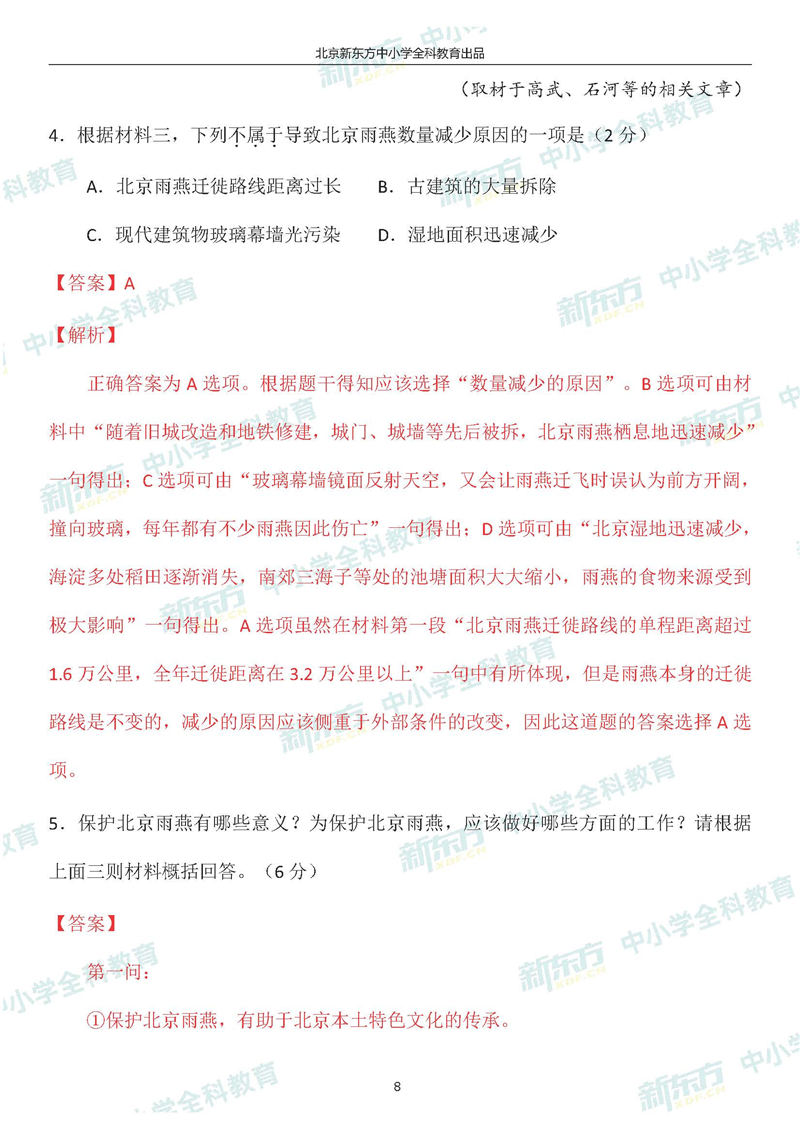 北京新东方中小学全科教育出品
（取材于高武、石河等的相关文章）
4．根据材料三，下列不属于导致北京雨燕数量减少原因的一项是（2 分）
A．北京雨燕迁徙路线距离过长 B．古建筑的大量拆除
C．现代建筑物玻璃幕墙光污染 D．湿地面积迅速减少
【答案】A
【解析】
正确答案为 A 选项。根据题干得知应该选择“数量减少的原因”。B 选项可由材
料中“随着旧城改造和地铁修建，城门、城墙等先后被拆，北京雨燕栖息地迅速减少”
一句得出；C 选项可由“玻璃幕墙镜面反射天空，又会让雨燕迁飞时误认为前方开阔，
撞向玻璃，每年都有不少雨燕因此伤亡”一句得出；D 选项可由“北京湿地迅速减少，
海淀多处稻田逐渐消失，南郊三海子等处的池塘面积大大缩小，雨燕的食物来源受到
极大影响”一句得出。A 选项虽然在材料第一段“北京雨燕迁徙路线的单程距离超过
1.6 万公里，全年迁徙距离在 3.2 万公里以上”一句中有所体现，但是雨燕本身的迁徙
路线是不变的，减少的原因应该侧重于外部条件的改变，因此这道题的答案选择 A 选
项。
5．保护北京雨燕有哪些意义？为保护北京雨燕，应该做好哪些方面的工作？请根据
上面三则材料概括回答。（6 分）
【答案】
第一问：
①保护北京雨燕，有助于北京本土特色文化的传承。
8